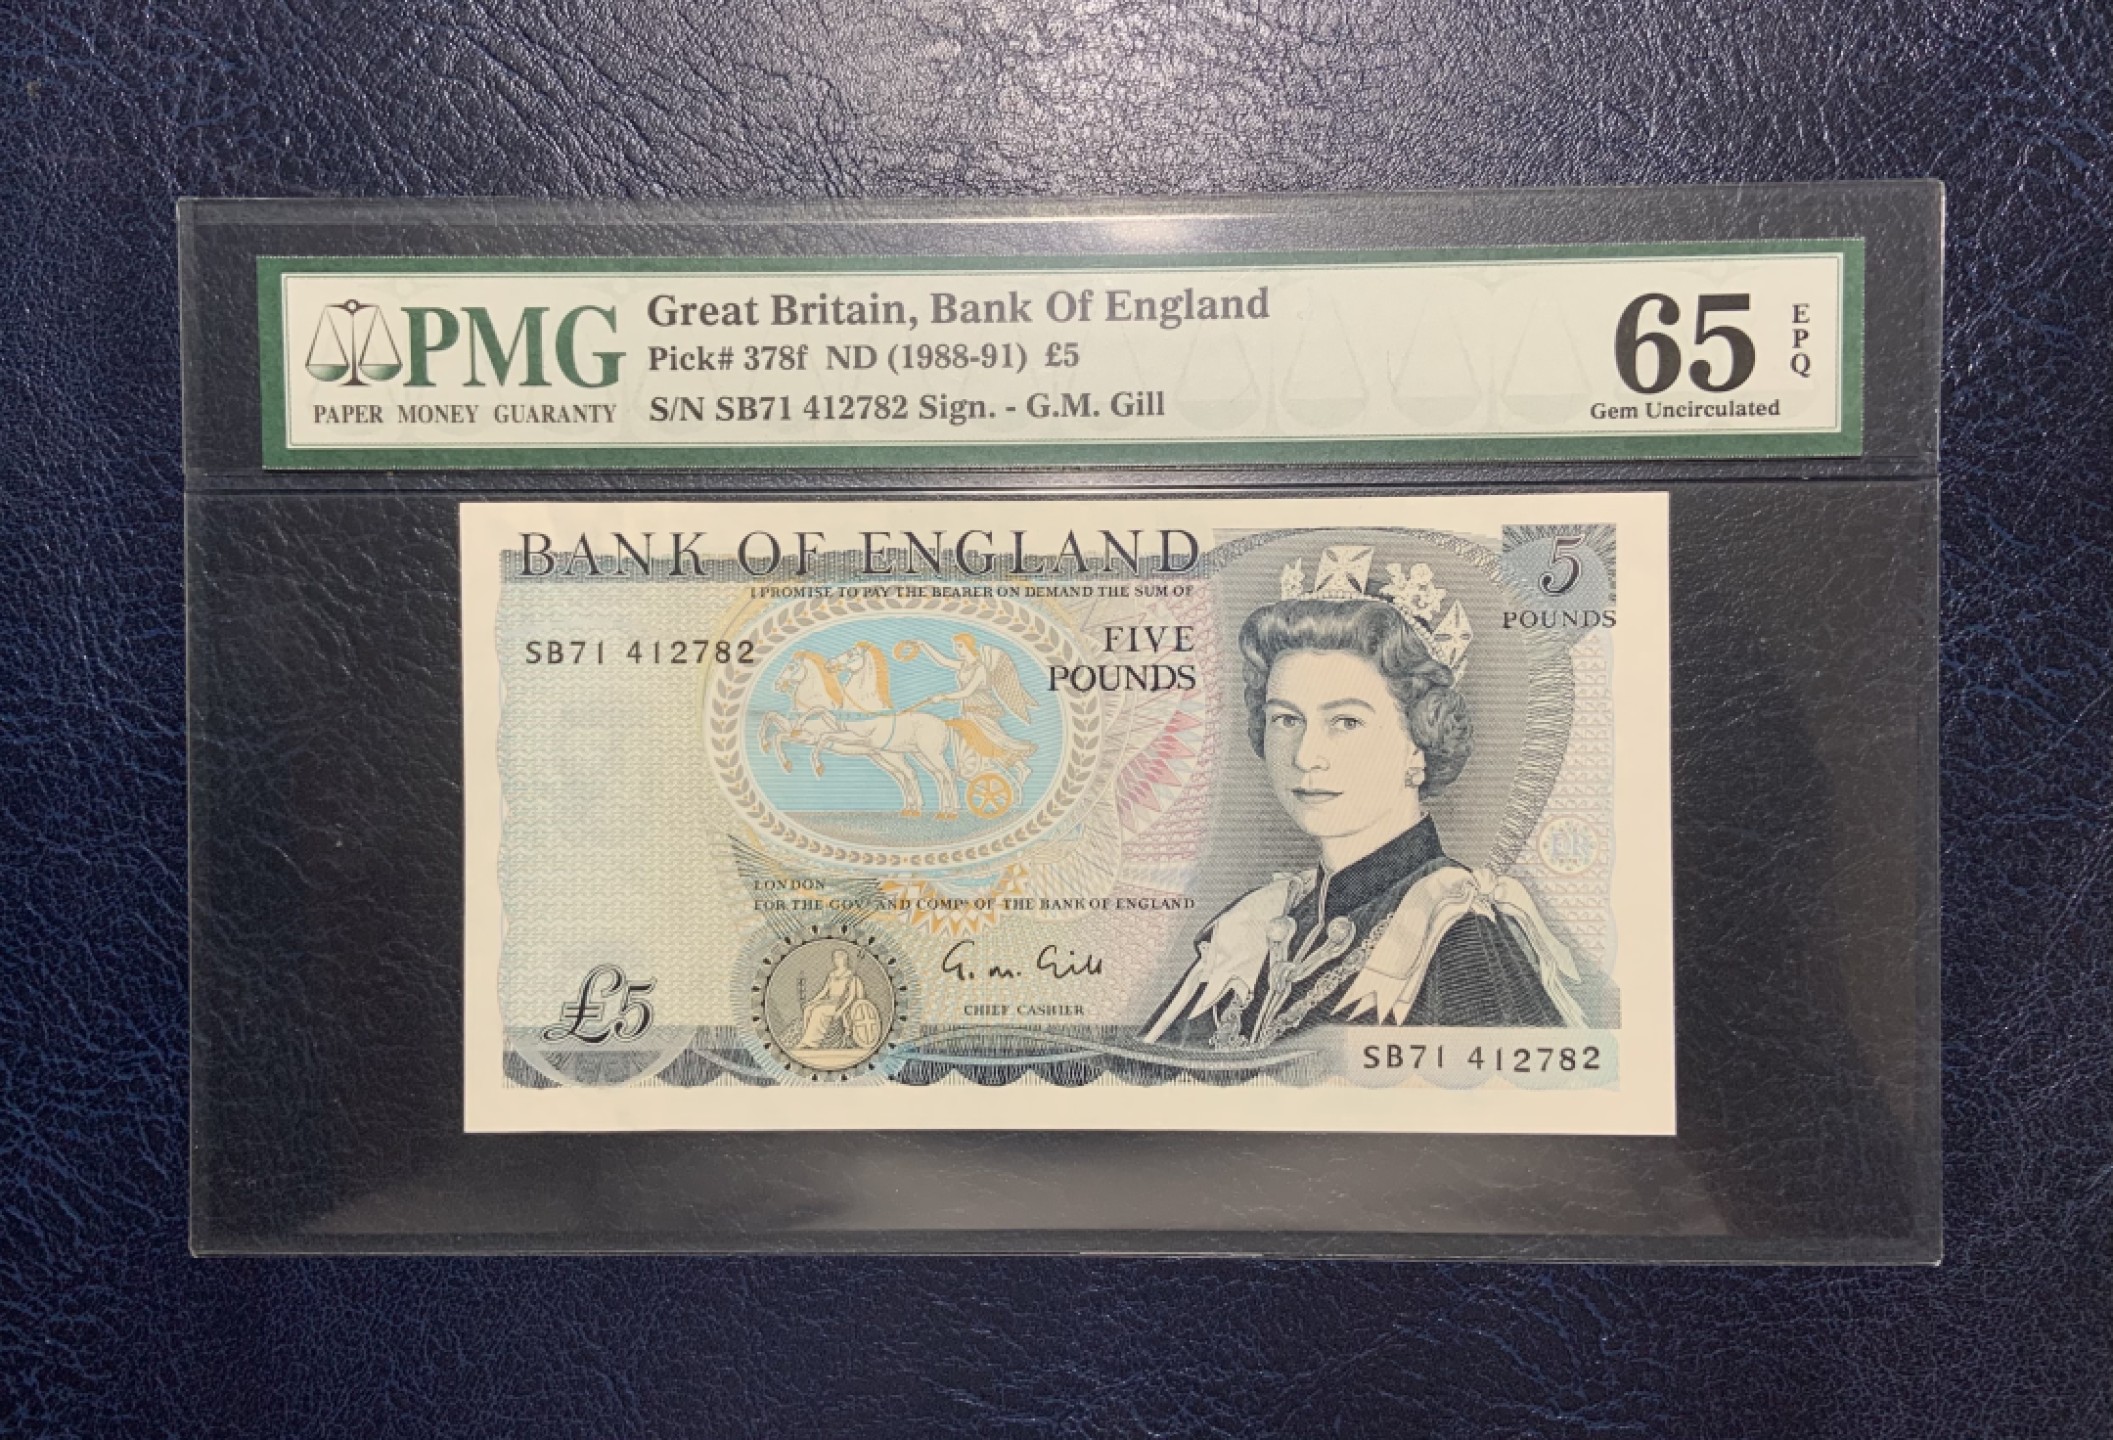 PMG
PAPER MONEY GUARANTY
Great Britain, Bank Of England
Pick# 378f ND (1988-91) £5
S/N SB71 412782 Sign. - G.M. Gill
65
EPQ
Gem Uncirculated
BANK OF ENGLAND
I PROMISE TO PAY THE BEARER ON DEMAND THE SUM OF
5
POUNDS
SB71 412782
FIVE
POUNDS
ER
LONDON
FOR THE GOVR AND COMPA OF THE BANK OF ENGLAND
G. M. Gill
CHIEF CASHIER
£5
SB71 412782